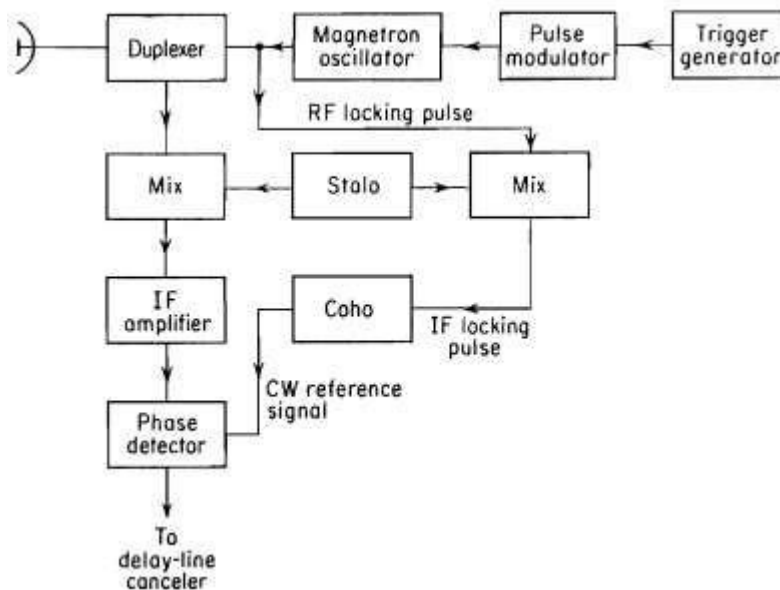 Duplexer
Magnetron
oscillator
Pulse
modulator
Trigger
generator
RF locking pulse
Mix
Stalo
Mix
IF
amplifier
Coho
IF locking
pulse
CW reference
signal
Phase
detector
To
delay-line
canceler